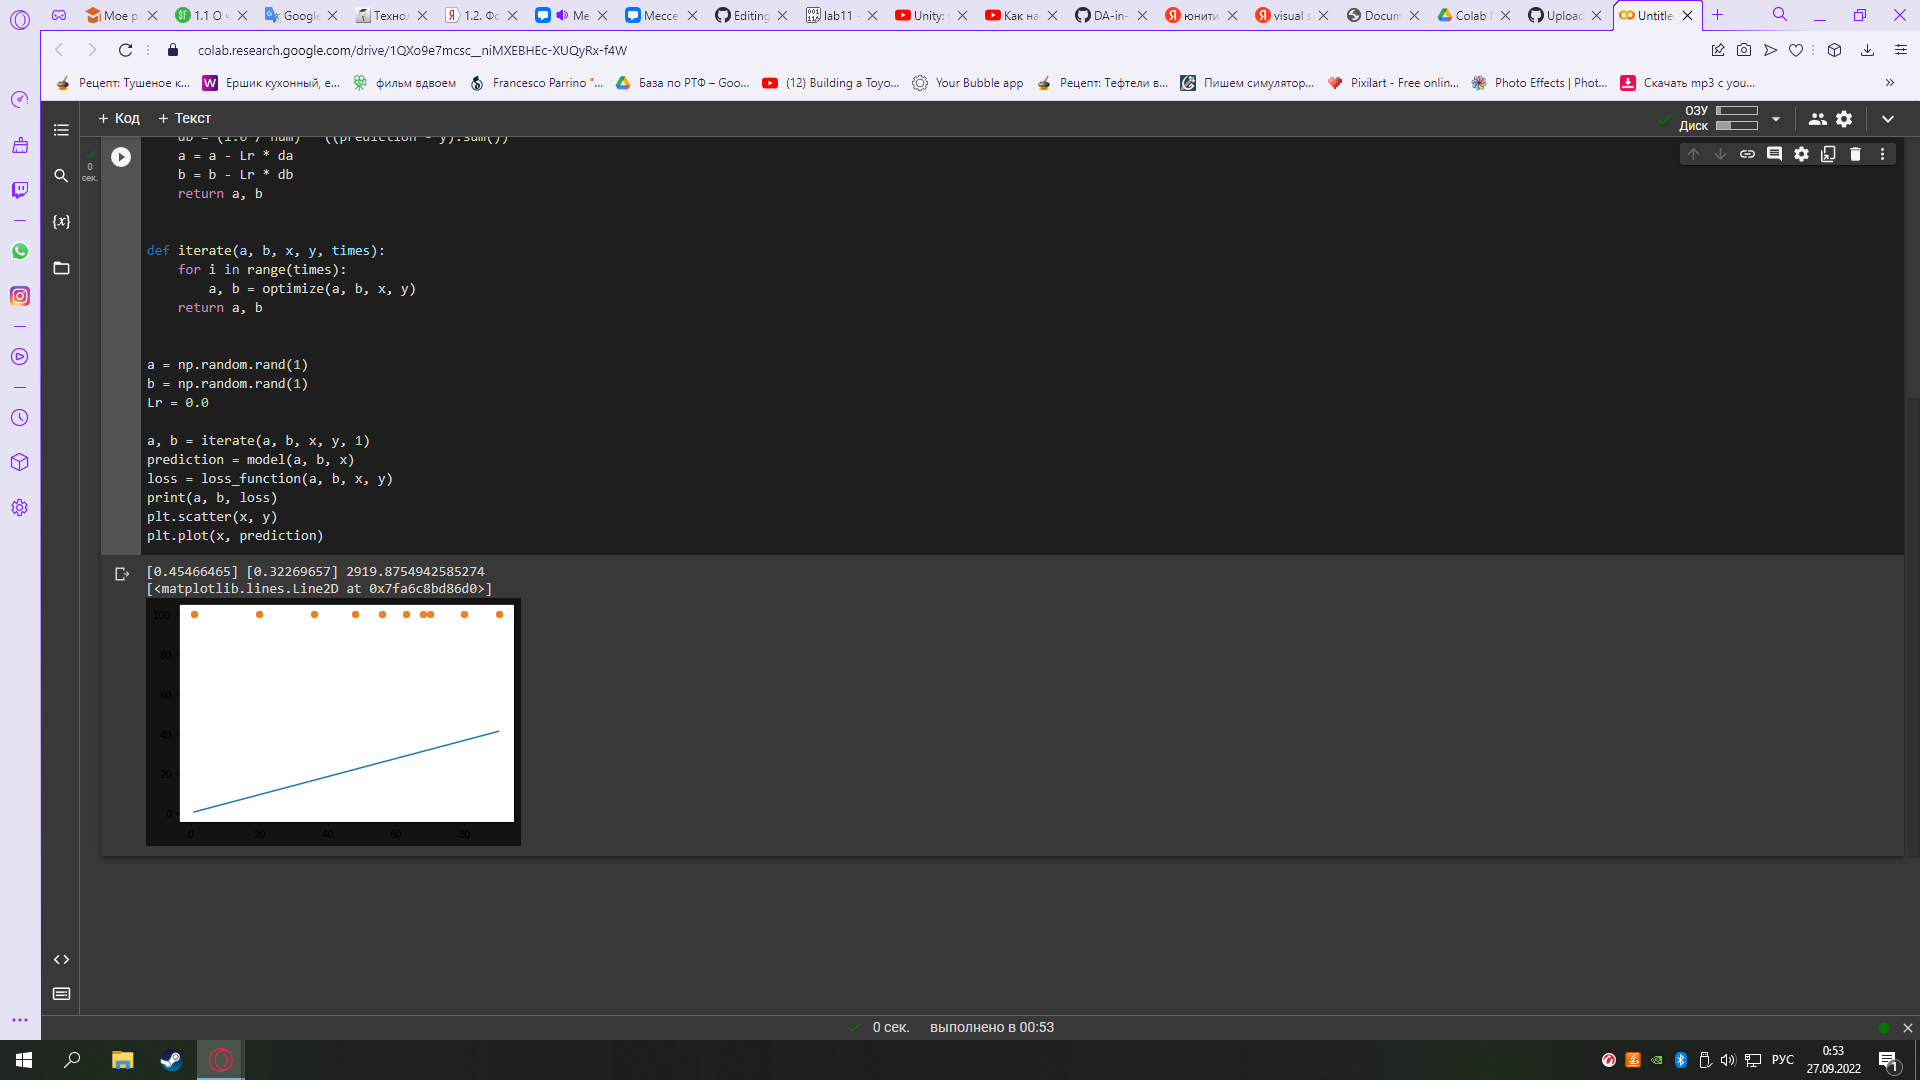 Мое р
1.1 О ч
Google
Технол
1.2. Фс
Ме
Мессе
Editing
lab11 -
Unity:
Как на
DA-in-
юнити
visual s
Docum
Colab
Upload
Untitle
colab.research.google.com/drive/1QXo9e7mcsc__niMXEBHEc-XUQyRx-f4W
Рецепт: Тушеное к...
Ершик кухонный, е...
фильм вдвоем
Francesco Parrino "...
База по РТФ – Goo...
(12) Building a Toyo...
Your Bubble app
Рецепт: Тефтели в...
Пишем симулятор...
Pixilart - Free onlin...
Photo Effects | Phot...
Скачать mp3 с you...
+ Код + Текст
ОЗУ
Диск
0
сек.
db = (1.0 / num) * ((prediction - y).sum())
a = a - Lr * da
b = b - Lr * db
return a, b
def iterate(a, b, x, y, times):
for i in range(times):
a, b = optimize(a, b, x, y)
return a, b
a = np.random.rand(1)
b = np.random.rand(1)
Lr = 0.0
a, b = iterate(a, b, x, y, 1)
prediction = model(a, b, x)
loss = loss_function(a, b, x, y)
print(a, b, loss)
plt.scatter(x, y)
plt.plot(x, prediction)
[0.45466465] [0.32269657] 2919.8754942585274
[<matplotlib.lines.Line2D at 0x7fa6c8bd86d0>]
100
80
60
40
20
0
0 20 40 60 80
0 сек. выполнено в 00:53
РУС
0:53
27.09.2022
1